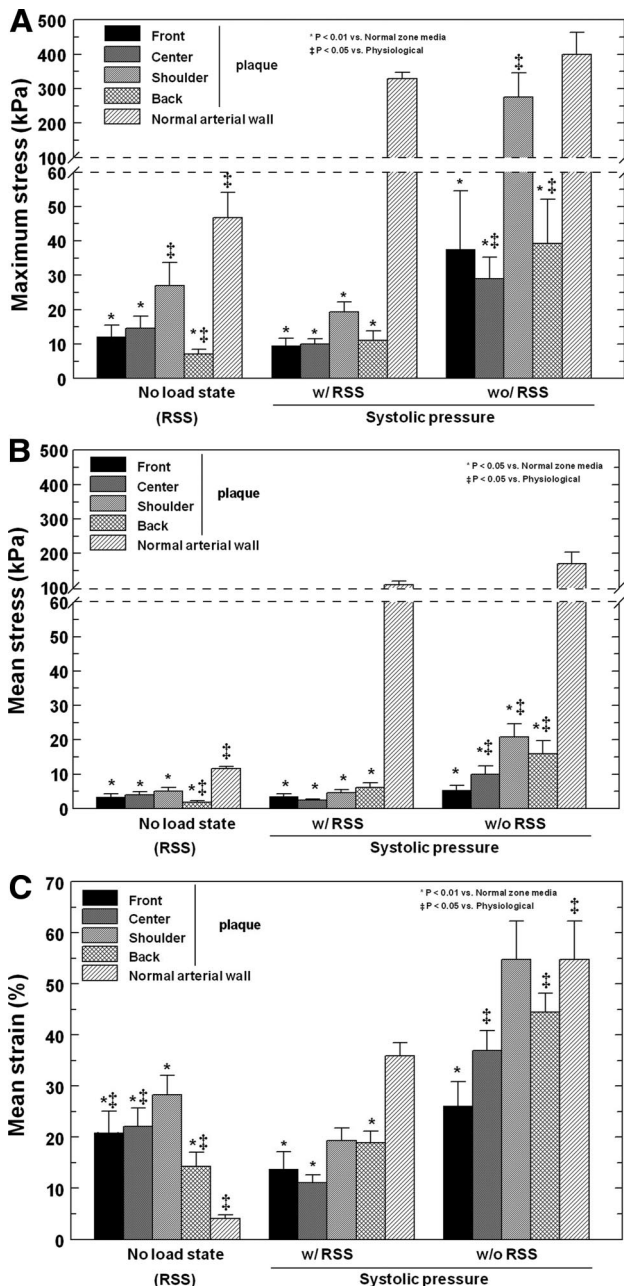 A
500
400
300
200
100
60
50
40
30
20
10
0
Maximum stress (kPa)
Front
Center
Shoulder
Back
Normal arterial wall
plaque
* P < 0.01 vs. Normal zone media
‡ P < 0.05 vs. Physiological
* * ‡ * ‡ ‡
* * * *
* * ‡ ‡ * ‡
No load state w/ RSS wo/ RSS
(RSS) Systolic pressure
B
500
400
300
200
100
60
50
40
30
20
10
0
Mean stress (kPa)
Front
Center
Shoulder
Back
Normal arterial wall
plaque
* P < 0.05 vs. Normal zone media
‡ P < 0.05 vs. Physiological
* * * * ‡ ‡
* * * *
* * ‡ * ‡ * ‡
No load state w/ RSS w/o RSS
(RSS) Systolic pressure
C
70
60
50
40
30
20
10
0
Mean strain (%)
Front
Center
Shoulder
Back
Normal arterial wall
plaque
* P < 0.01 vs. Normal zone media
‡ P < 0.05 vs. Physiological
* ‡ * ‡ * * ‡ ‡
* * *
* ‡ ‡ ‡
No load state w/ RSS w/o RSS
(RSS) Systolic pressure